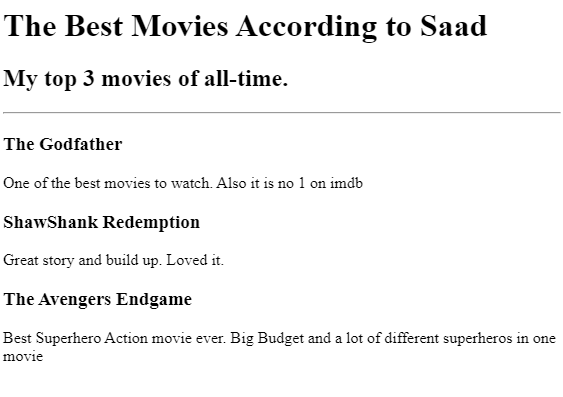 The Best Movies According to Saad
My top 3 movies of all-time.
The Godfather
One of the best movies to watch. Also it is no 1 on imdb
ShawShank Redemption
Great story and build up. Loved it.
The Avengers Endgame
Best Superhero Action movie ever. Big Budget and a lot of different superheros in one
movie